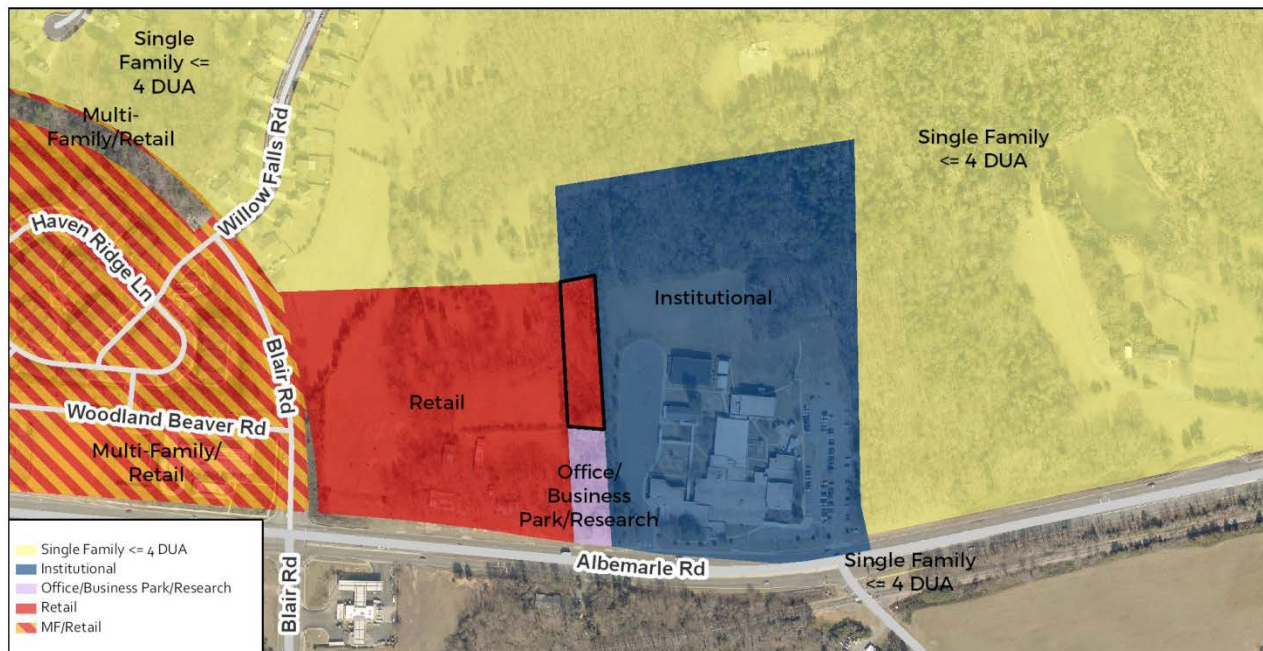 Single
Family <=
4 DUA
Multi-
Family/Retail
Willow Falls Rd
Single Family
<= 4 DUA
Haven Ridge Ln
Institutional
Blair Rd
Retail
Woodland Beaver Rd
Multi-Family/
Retail
Office/
Business
Park/Research
Albemarle Rd
Single Family
<= 4 DUA
Blair Rd
Single Family <= 4 DUA
Institutional
Office/Business Park/Research
Retail
MF/Retail